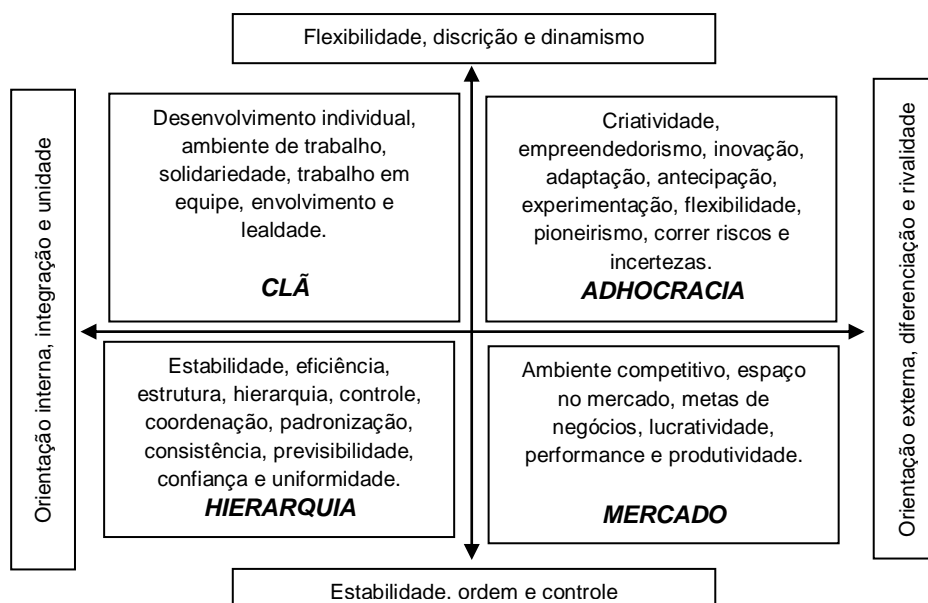 Flexibilidade, discrição e dinamismo
Orientação interna, integração e unidade
Desenvolvimento individual,
ambiente de trabalho,
solidariedade, trabalho em
equipe, envolvimento e
lealdade.
CLÃ
Criatividade,
empreendedorismo, inovação,
adaptação, antecipação,
experimentação, flexibilidade,
pioneirismo, correr riscos e
incertezas.
ADHOCRACIA
Orientação externa, diferenciação e rivalidade
Estabilidade, eficiência,
estrutura, hierarquia, controle,
coordenação, padronização,
consistência, previsibilidade,
confiança e uniformidade.
HIERARQUIA
Ambiente competitivo, espaço
no mercado, metas de
negócios, lucratividade,
performance e produtividade.
MERCADO
Estabilidade, ordem e controle